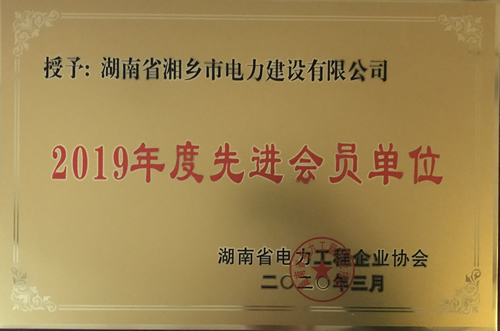 授予：湖南省湘乡市电力建设有限公司
2019年度先进会员单位
湖南省电力工程企业协会
二〇二〇年三月